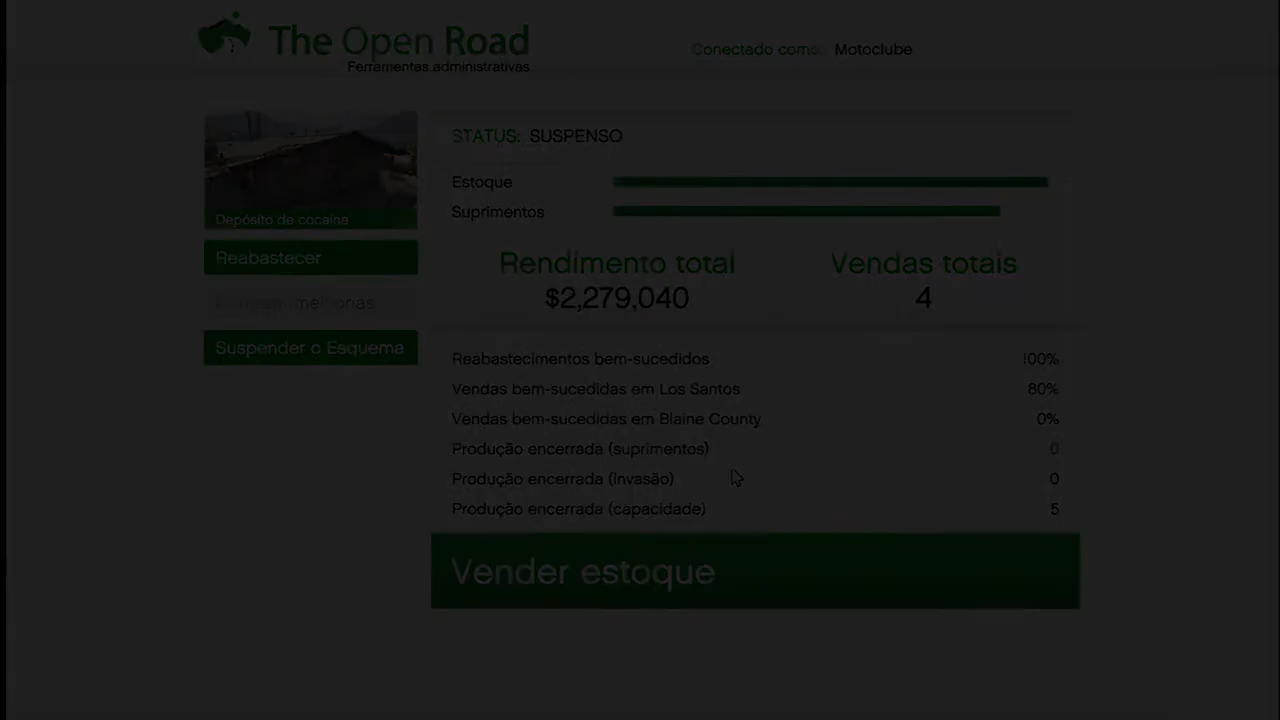 The Open Road
Ferramentas administrativas
Conectado como: Motoclube
STATUS: SUSPENSO
Estoque
Suprimentos
Depósito de cocaína
Reabastecer
melhorias
Suspender o Esquema
Rendimento total
$2,279,040
Vendas totais
4
Reabastecimentos bem-sucedidos 100%
Vendas bem-sucedidas em Los Santos 80%
Vendas bem-sucedidas em Blaine County 0%
Produção encerrada (suprimentos) 0
Produção encerrada (invasão) 0
Produção encerrada (capacidade) 5
Vender estoque